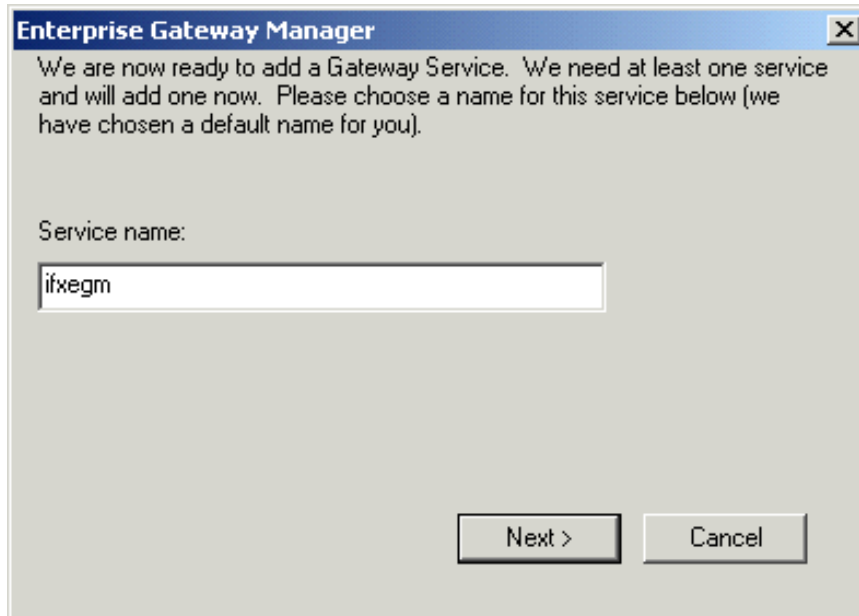 Enterprise Gateway Manager
We are now ready to add a Gateway Service.  We need at least one service
and will add one now.  Please choose a name for this service below (we
have chosen a default name for you).
Service name:
ifxegm
Next >
Cancel